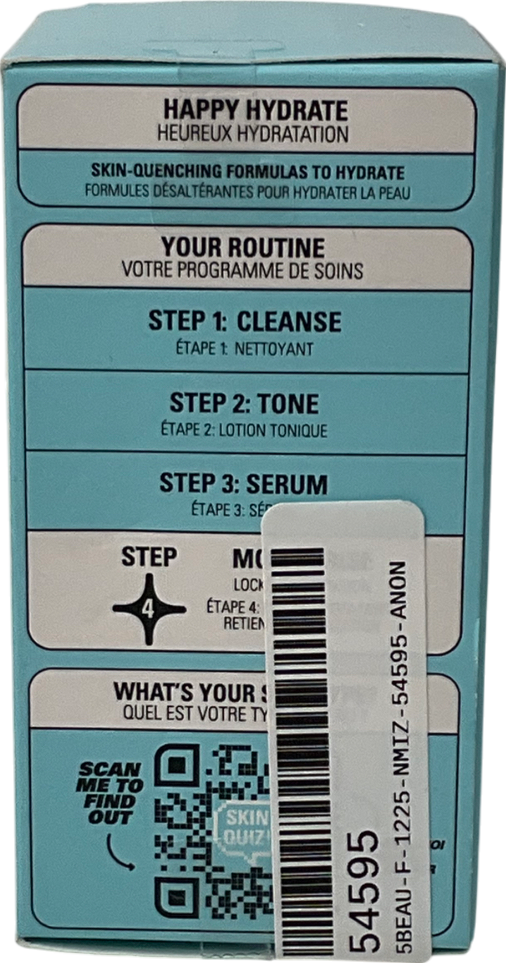 HAPPY HYDRATE
HEUREUX HYDRATATION
SKIN-QUENCHING FORMULAS TO HYDRATE
FORMULES DÉSALTÉRANTES POUR HYDRATER LA PEAU
YOUR ROUTINE
VOTRE PROGRAMME DE SOINS
STEP 1: CLEANSE
ÉTAPE 1: NETTOYANT
STEP 2: TONE
ÉTAPE 2: LOTION TONIQUE
STEP 3: SERUM
ÉTAPE 3:
STEP
4
ÉTAPE 4:
WHAT'S YOUR
QUEL EST VOTRE
SCAN
ME TO
FIND
OUT
SKIN
QUIZ!
54595
5BEAU-F-1225-NMIZ-54595-ANON